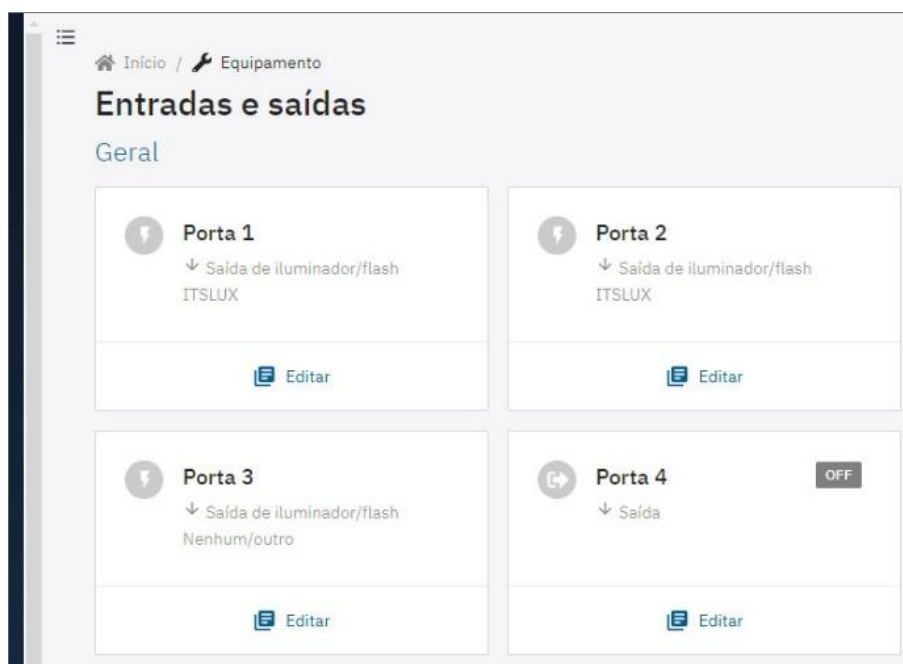 Início / Equipamento
Entradas e saídas
Geral
Porta 1
Saída de iluminador/flash
ITSLUX
Editar
Porta 2
Saída de iluminador/flash
ITSLUX
Editar
Porta 3
Saída de iluminador/flash
Nenhum/outro
Editar
Porta 4
OFF
Saída
Editar